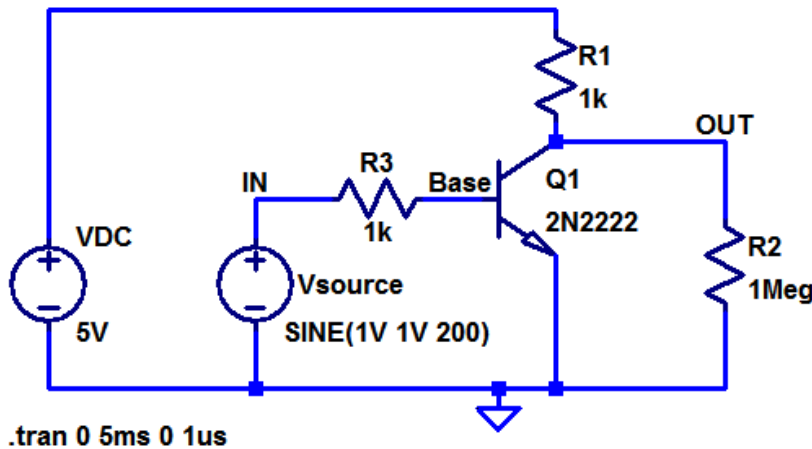 R1
1k
OUT
R3
IN
Base
Q1
1k
2N2222
VDC
R2
Vsource
1Meg
5V
SINE(1V 1V 200)
.tran 0 5ms 0 1us